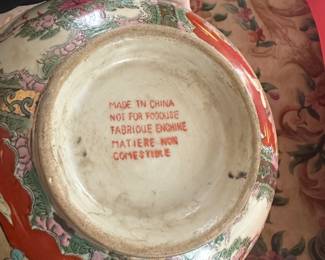 MADE IN CHINA
NOT FOR FOODUSE
FABRIQUE ENCHINE
MATIERE NON
COMESTIBLE